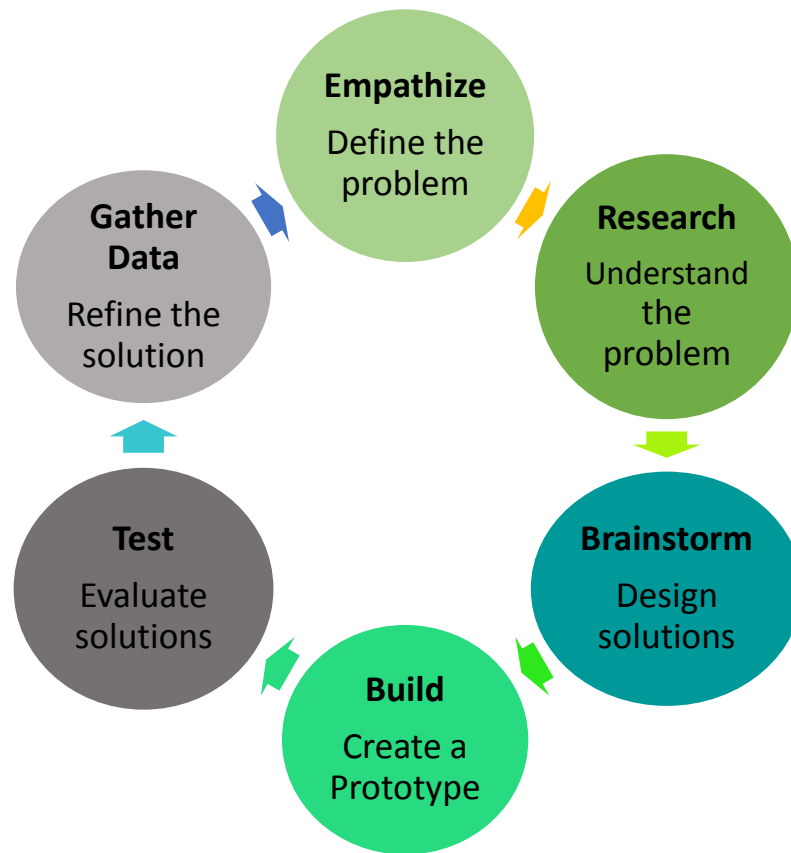 Empathize
Define the
problem
Research
Understand
the
problem
Brainstorm
Design
solutions
Build
Create a
Prototype
Test
Evaluate
solutions
Gather
Data
Refine the
solution